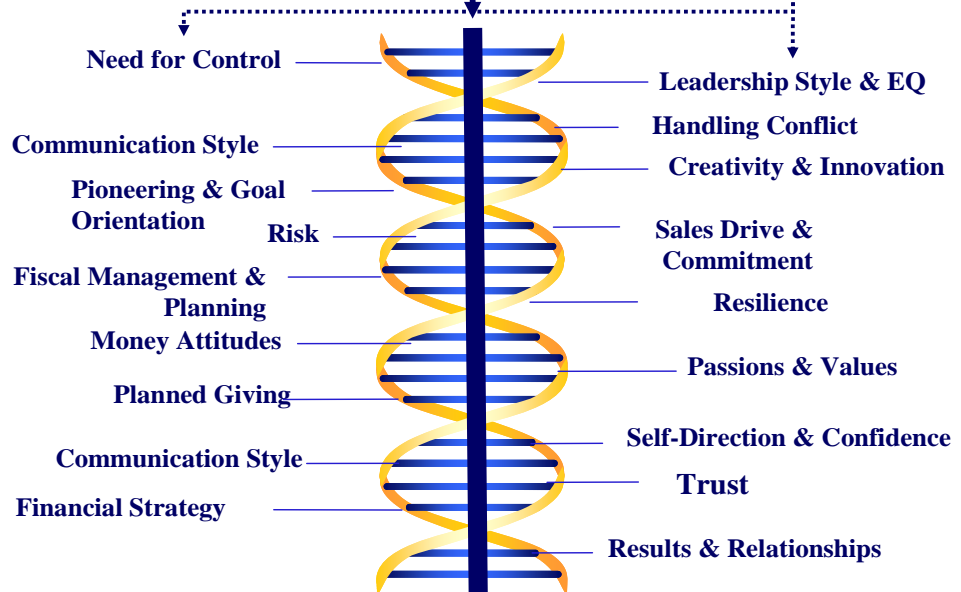 Need for Control
Communication Style
Pioneering & Goal
Orientation
Risk
Fiscal Management &
Planning
Money Attitudes
Planned Giving
Communication Style
Financial Strategy
Leadership Style & EQ
Handling Conflict
Creativity & Innovation
Sales Drive &
Commitment
Resilience
Passions & Values
Self-Direction & Confidence
Trust
Results & Relationships